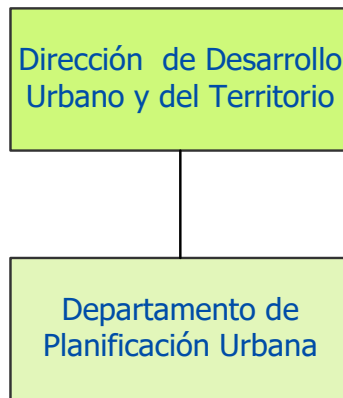 Dirección de Desarrollo
Urbano y del Territorio
Departamento de
Planificación Urbana